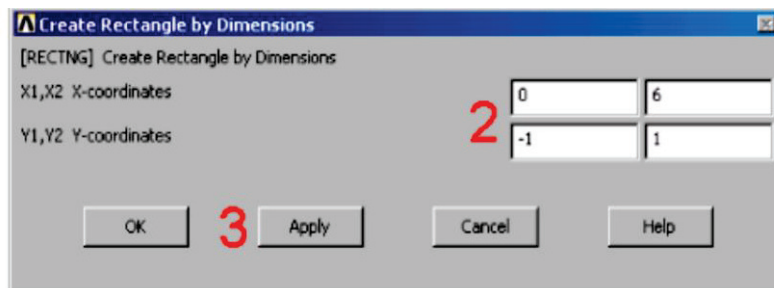 Create Rectangle by Dimensions
[RECTNG] Create Rectangle by Dimensions
X1,X2 X-coordinates 0 6
2
Y1,Y2 Y-coordinates -1 1
OK 3 Apply Cancel Help